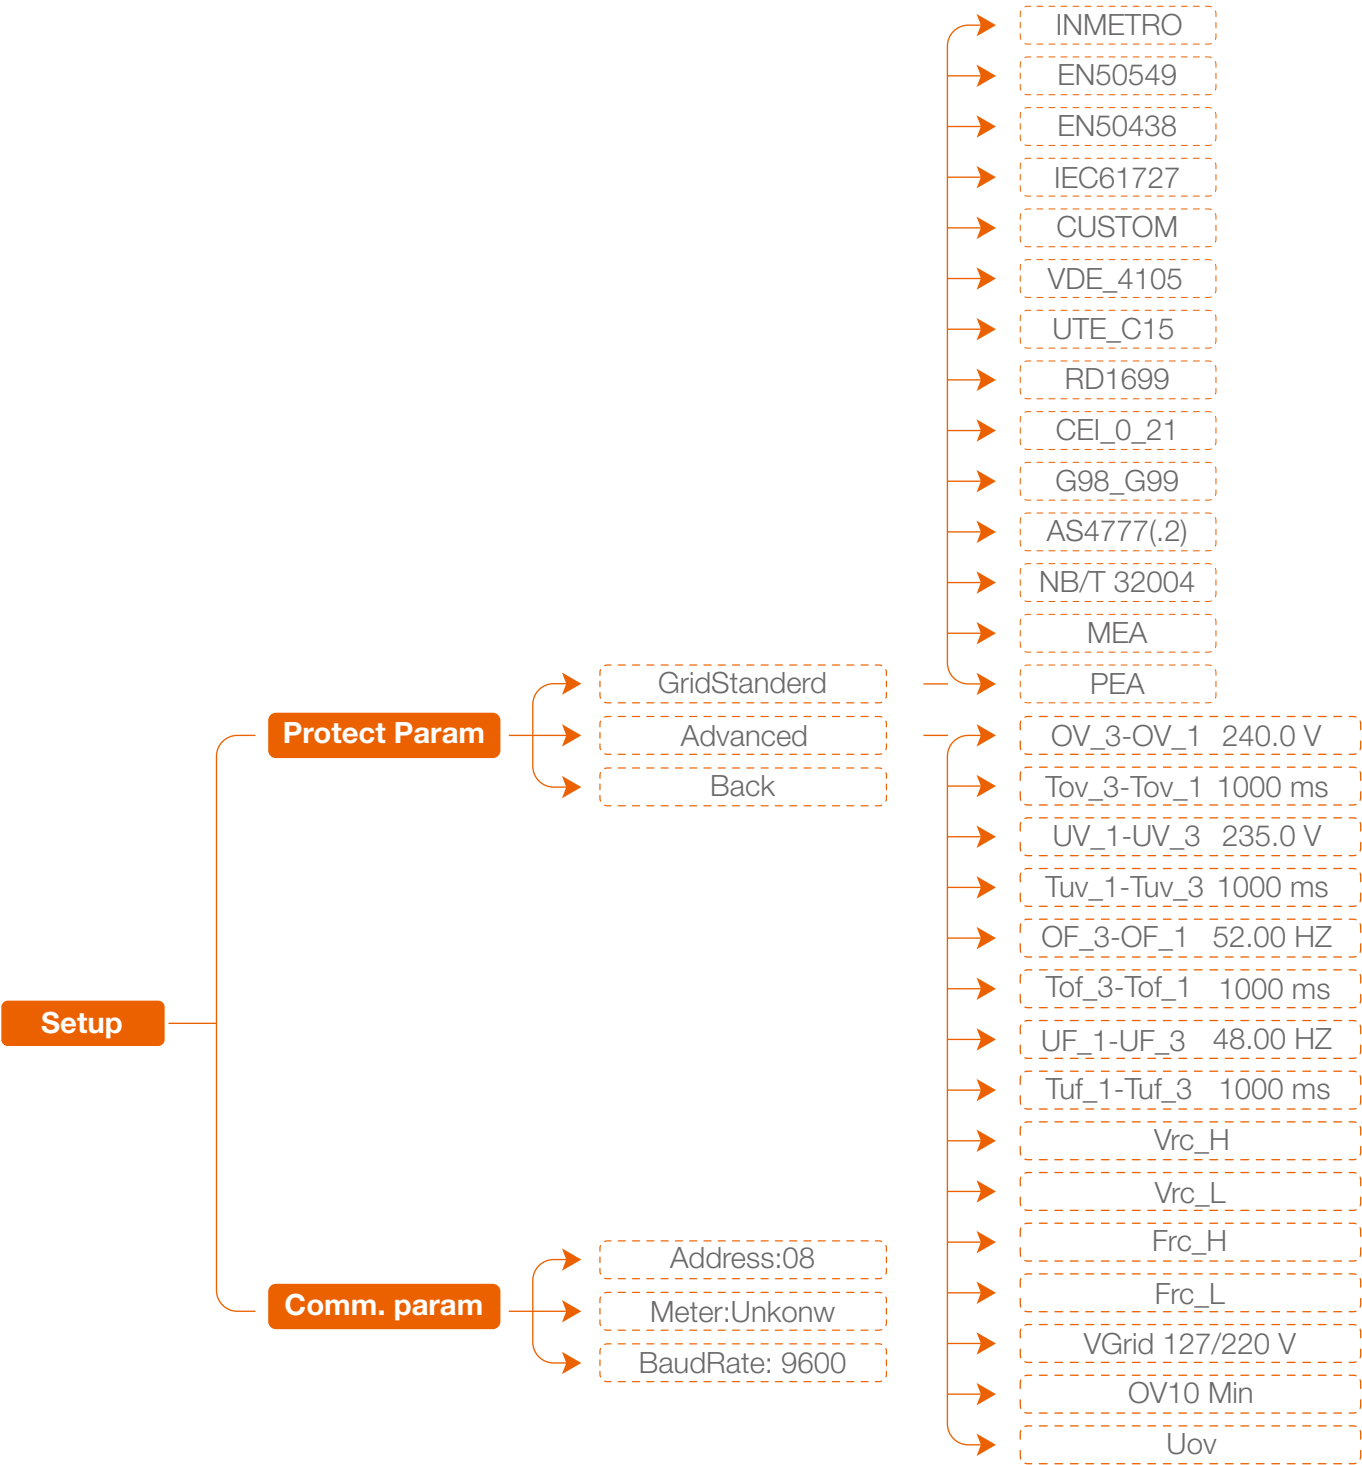 INMETRO
EN50549
EN50438
IEC61727
CUSTOM
VDE_4105
UTE_C15
RD1699
CEI_0_21
G98_G99
AS4777(.2)
NB/T 32004
MEA
PEA
GridStanderd
Protect Param
Advanced
Back
OV_3-OV_1 240.0 V
Tov_3-Tov_1 1000 ms
UV_1-UV_3 235.0 V
Tuv_1-Tuv_3 1000 ms
OF_3-OF_1 52.00 HZ
Tof_3-Tof_1 1000 ms
UF_1-UF_3 48.00 HZ
Tuf_1-Tuf_3 1000 ms
Vrc_H
Vrc_L
Frc_H
Frc_L
VGrid 127/220 V
OV10 Min
Uov
Setup
Comm. param
Address:08
Meter:Unkonw
BaudRate: 9600